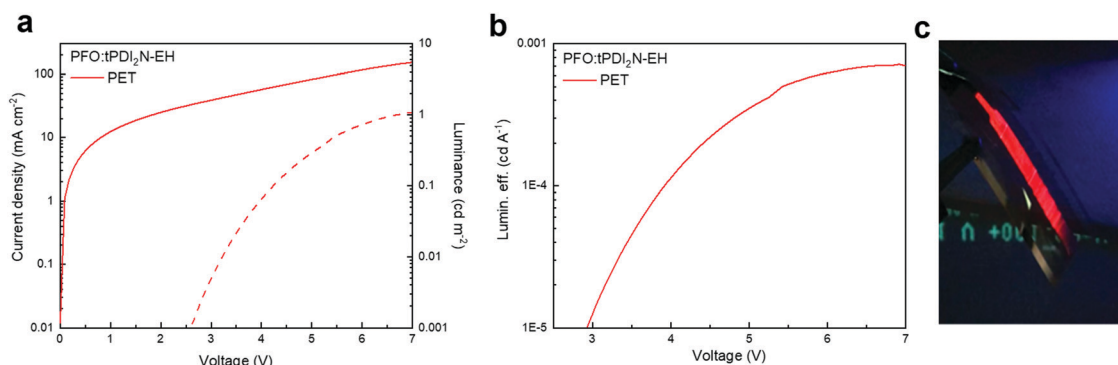 a
PFO:tPDI₂N-EH
PET
Current density (mA cm⁻²)
100
10
1
0.1
0.01
10
1
0.1
0.01
0.001
Luminance (cd m⁻²)
0 1 2 3 4 5 6 7
Voltage (V)
b
PFO:tPDI₂N-EH
PET
Lumin. eff. (cd A⁻¹)
0.001
1E-4
1E-5
3 4 5 6 7
Voltage (V)
c